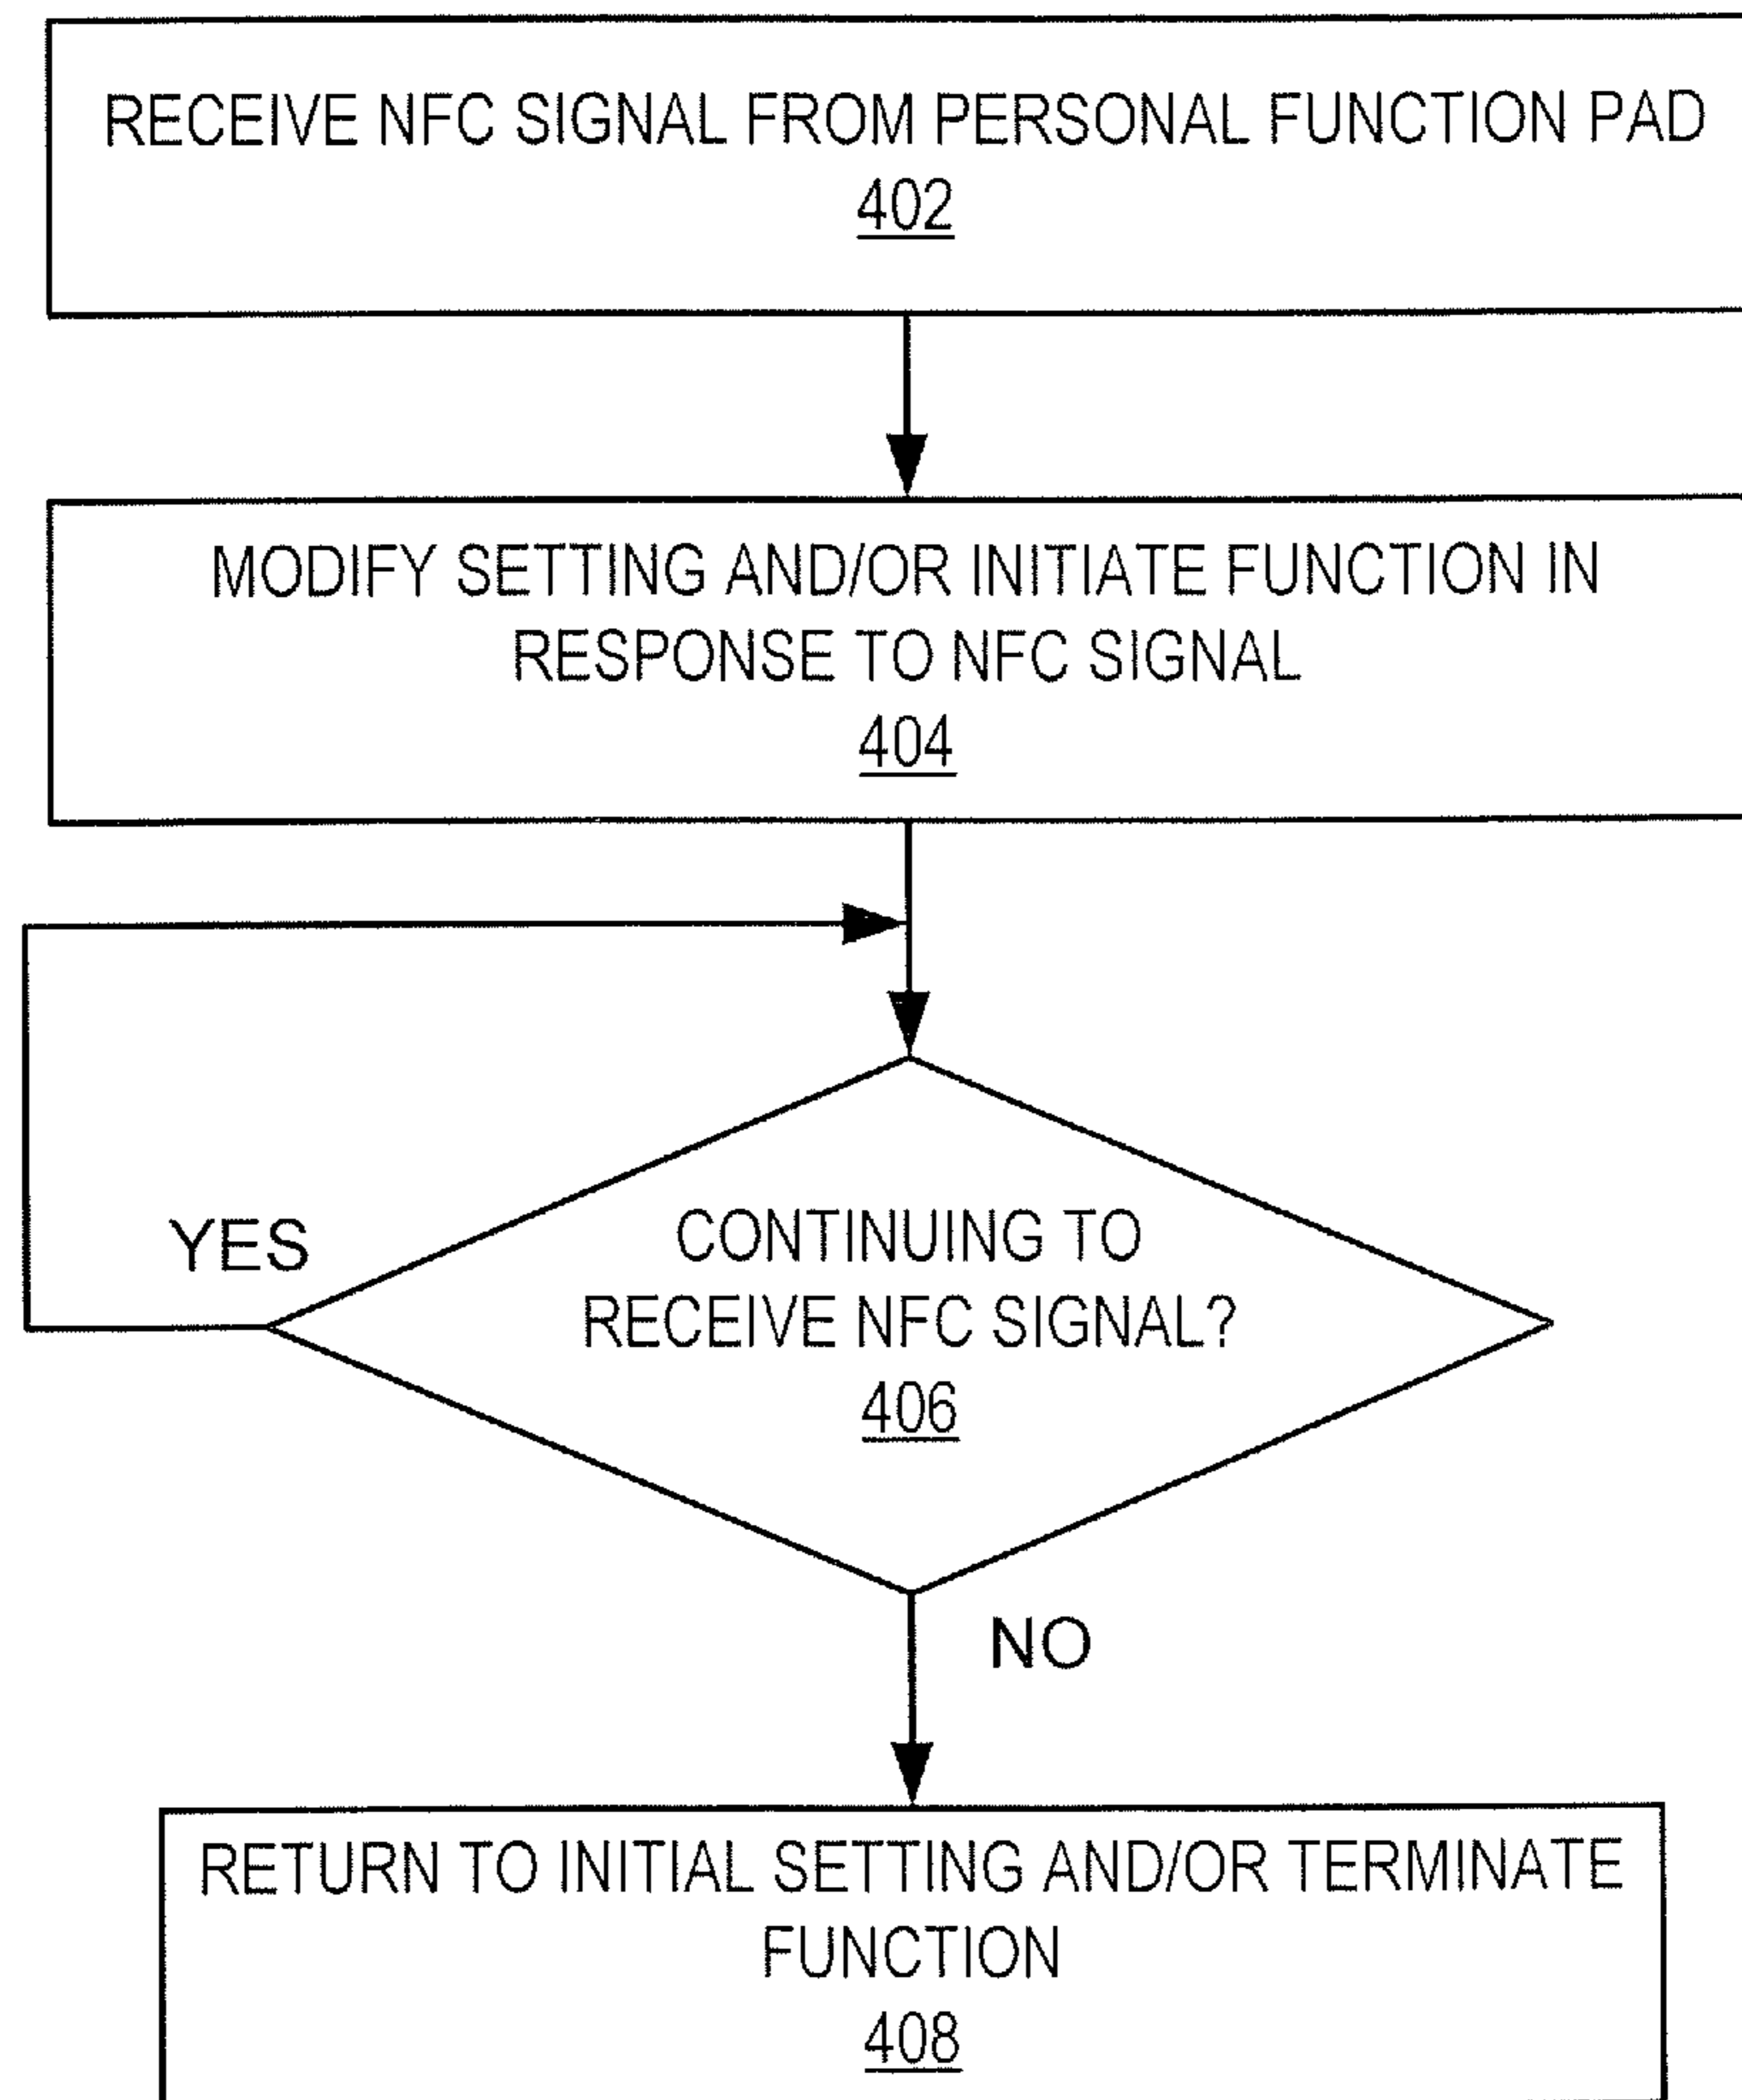 RECEIVE NFC SIGNAL FROM PERSONAL FUNCTION PAD
402
MODIFY SETTING AND/OR INITIATE FUNCTION IN
RESPONSE TO NFC SIGNAL
404
YES
CONTINUING TO
RECEIVE NFC SIGNAL?
406
NO
RETURN TO INITIAL SETTING AND/OR TERMINATE
FUNCTION
408